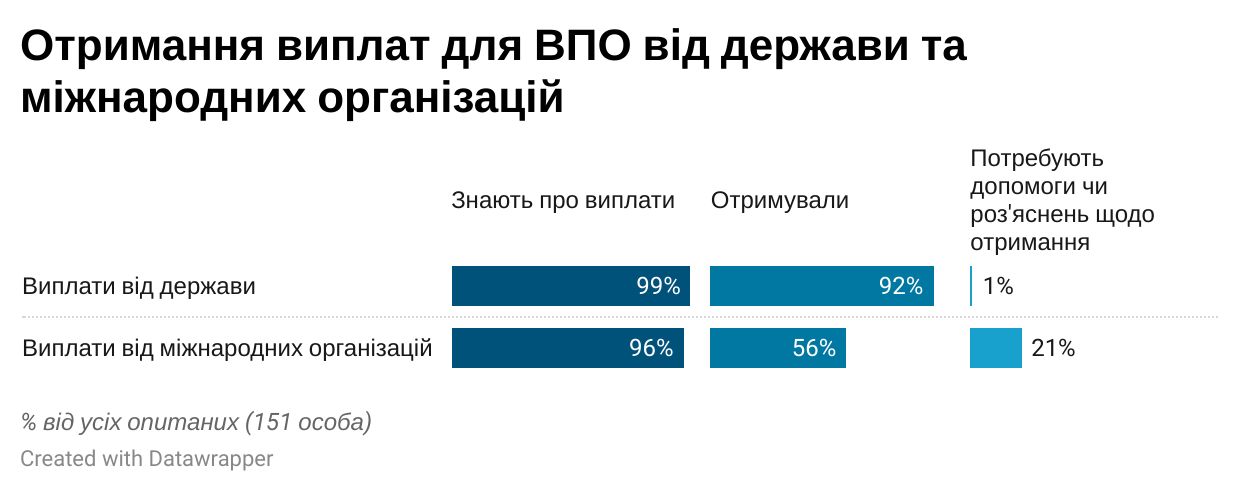 Отримання виплат для ВПО від держави та
міжнародних організацій
Знають про виплати
Отримували
Потребують
допомоги чи
роз'яснень щодо
отримання
Виплати від держави
99%
92%
1%
Виплати від міжнародних організацій
96%
56%
21%
% від усіх опитаних (151 особа)
Created with Datawrapper